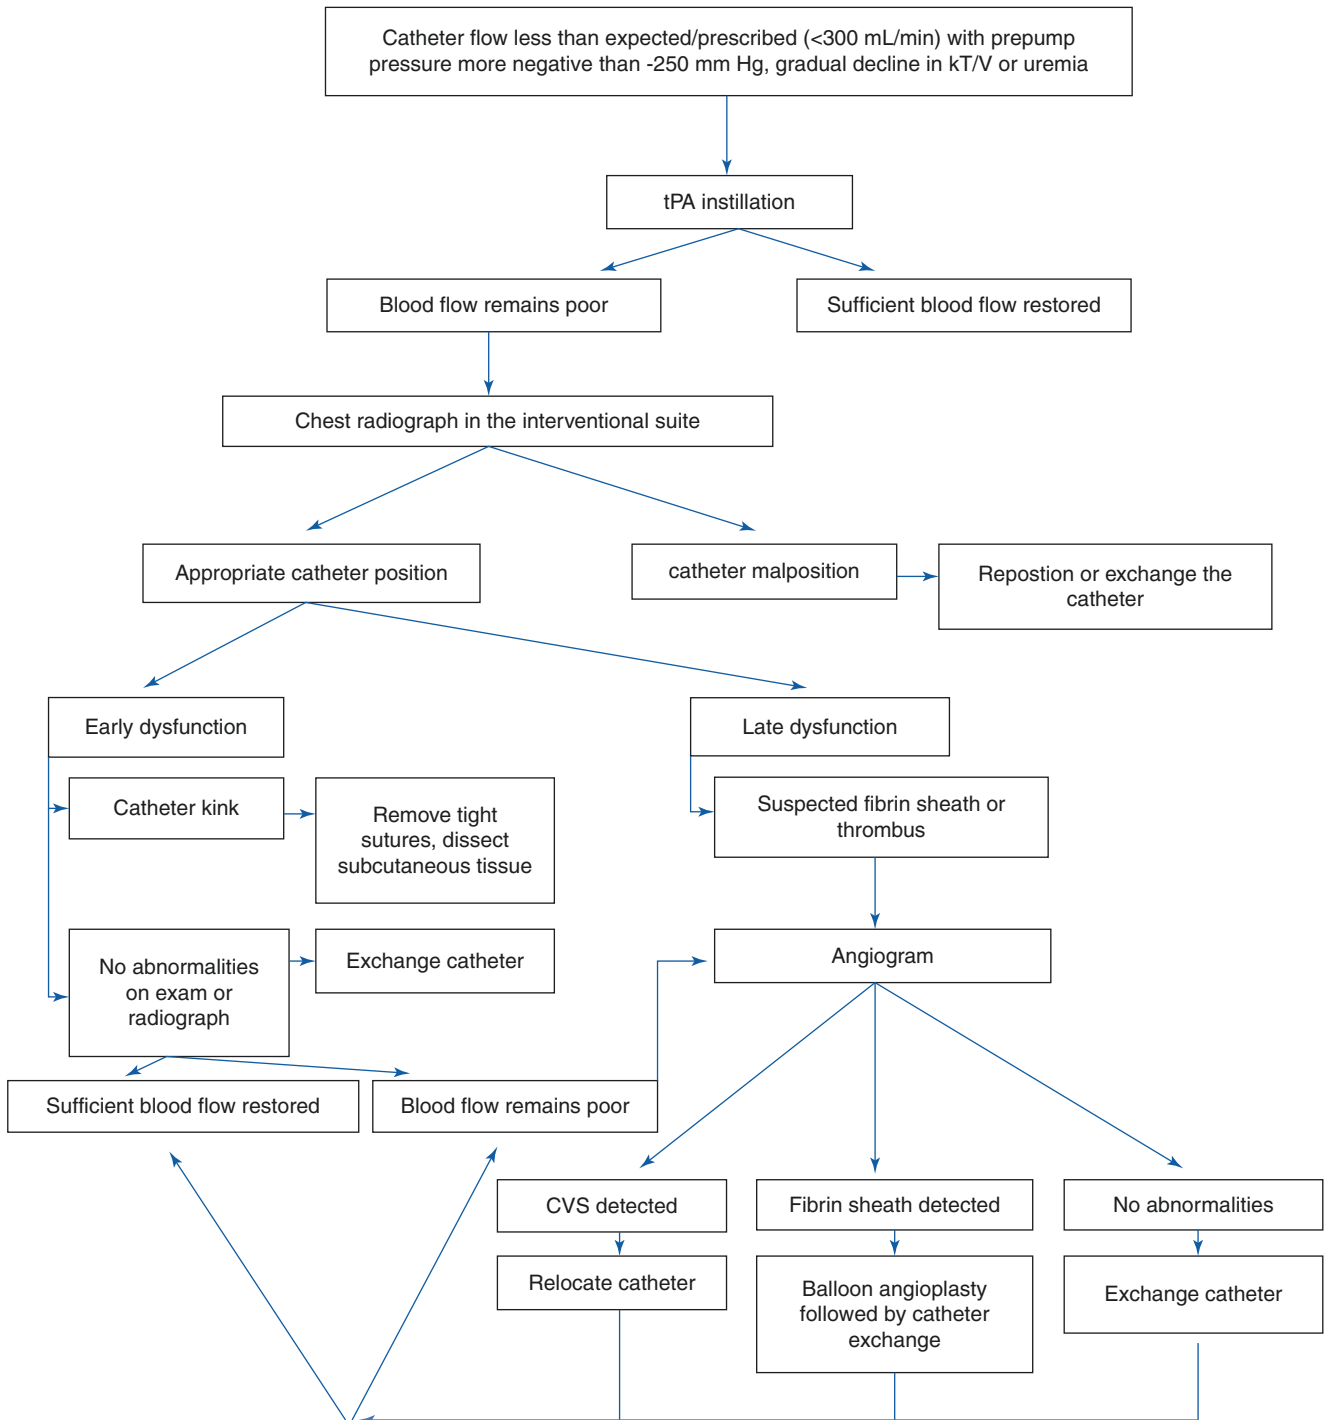 Catheter flow less than expected/prescribed (<300 mL/min) with prepump
pressure more negative than -250 mm Hg, gradual decline in kT/V or uremia
tPA instillation
Blood flow remains poor
Sufficient blood flow restored
Chest radiograph in the interventional suite
Appropriate catheter position
catheter malposition
Repostion or exchange the
catheter
Early dysfunction
Late dysfunction
Catheter kink
Remove tight
sutures, dissect
subcutaneous tissue
Suspected fibrin sheath or
thrombus
No abnormalities
on exam or
radiograph
Exchange catheter
Angiogram
Sufficient blood flow restored
Blood flow remains poor
CVS detected
Fibrin sheath detected
No abnormalities
Relocate catheter
Balloon angioplasty
followed by catheter
exchange
Exchange catheter